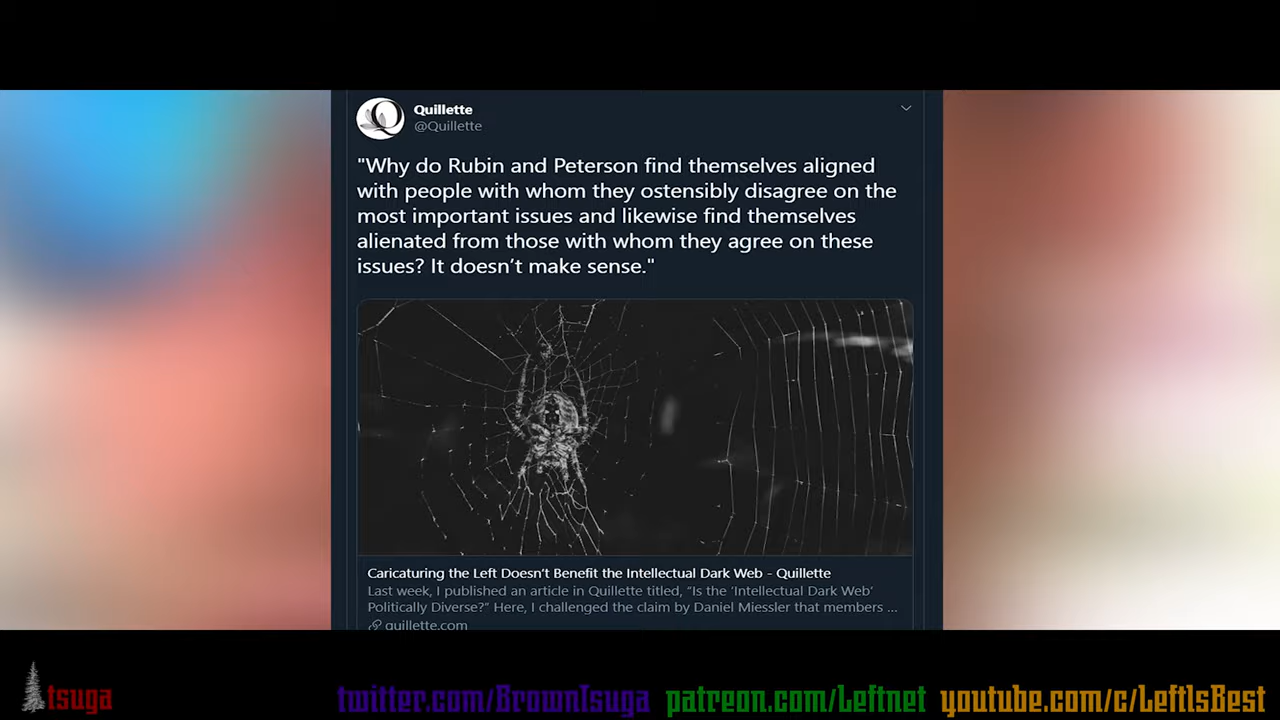 Quillette
@Quillette
"Why do Rubin and Peterson find themselves aligned
with people with whom they ostensibly disagree on the
most important issues and likewise find themselves
alienated from those with whom they agree on these
issues? It doesn't make sense."
Caricaturing the Left Doesn't Benefit the Intellectual Dark Web - Quillette
Last week, I published an article in Quillette titled, "Is the 'Intellectual Dark Web'
Politically Diverse?" Here, I challenged the claim by Daniel Miessler that members ...
quillette.com
tsuga
twitter.com/BrownTsuga
patreon.com/Leftnet
youtube.com/c/LeftIsBest